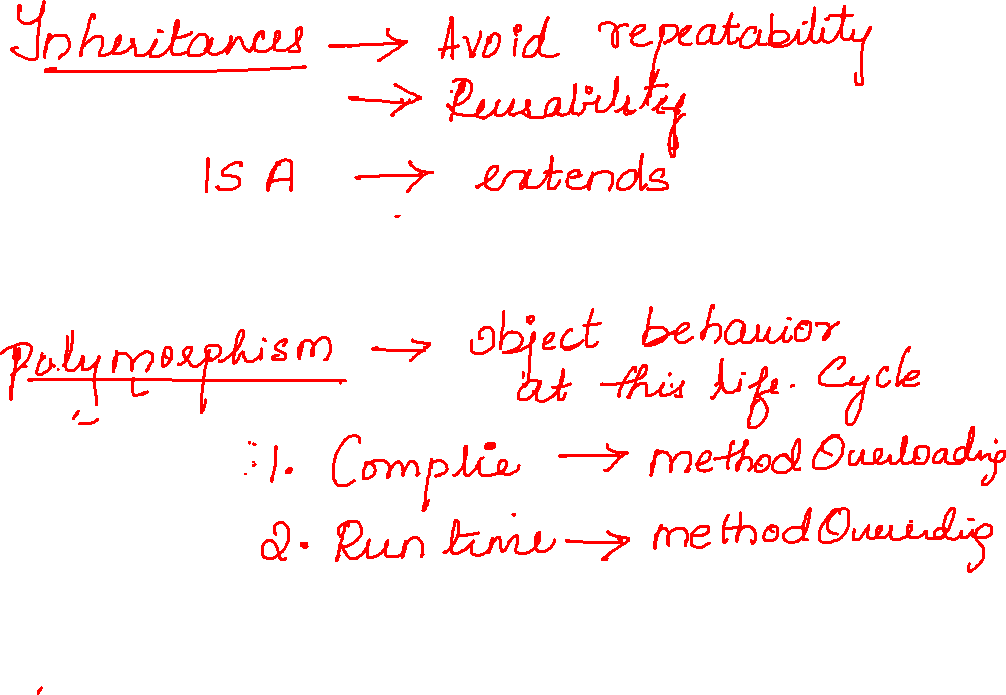 Inheritances → Avoid repeatability
→ Reusability
IS A → extends
Polymorphism → Object behavior
at this life. Cycle
:1. Complie → method Overloading
2. Run time → method Overridig